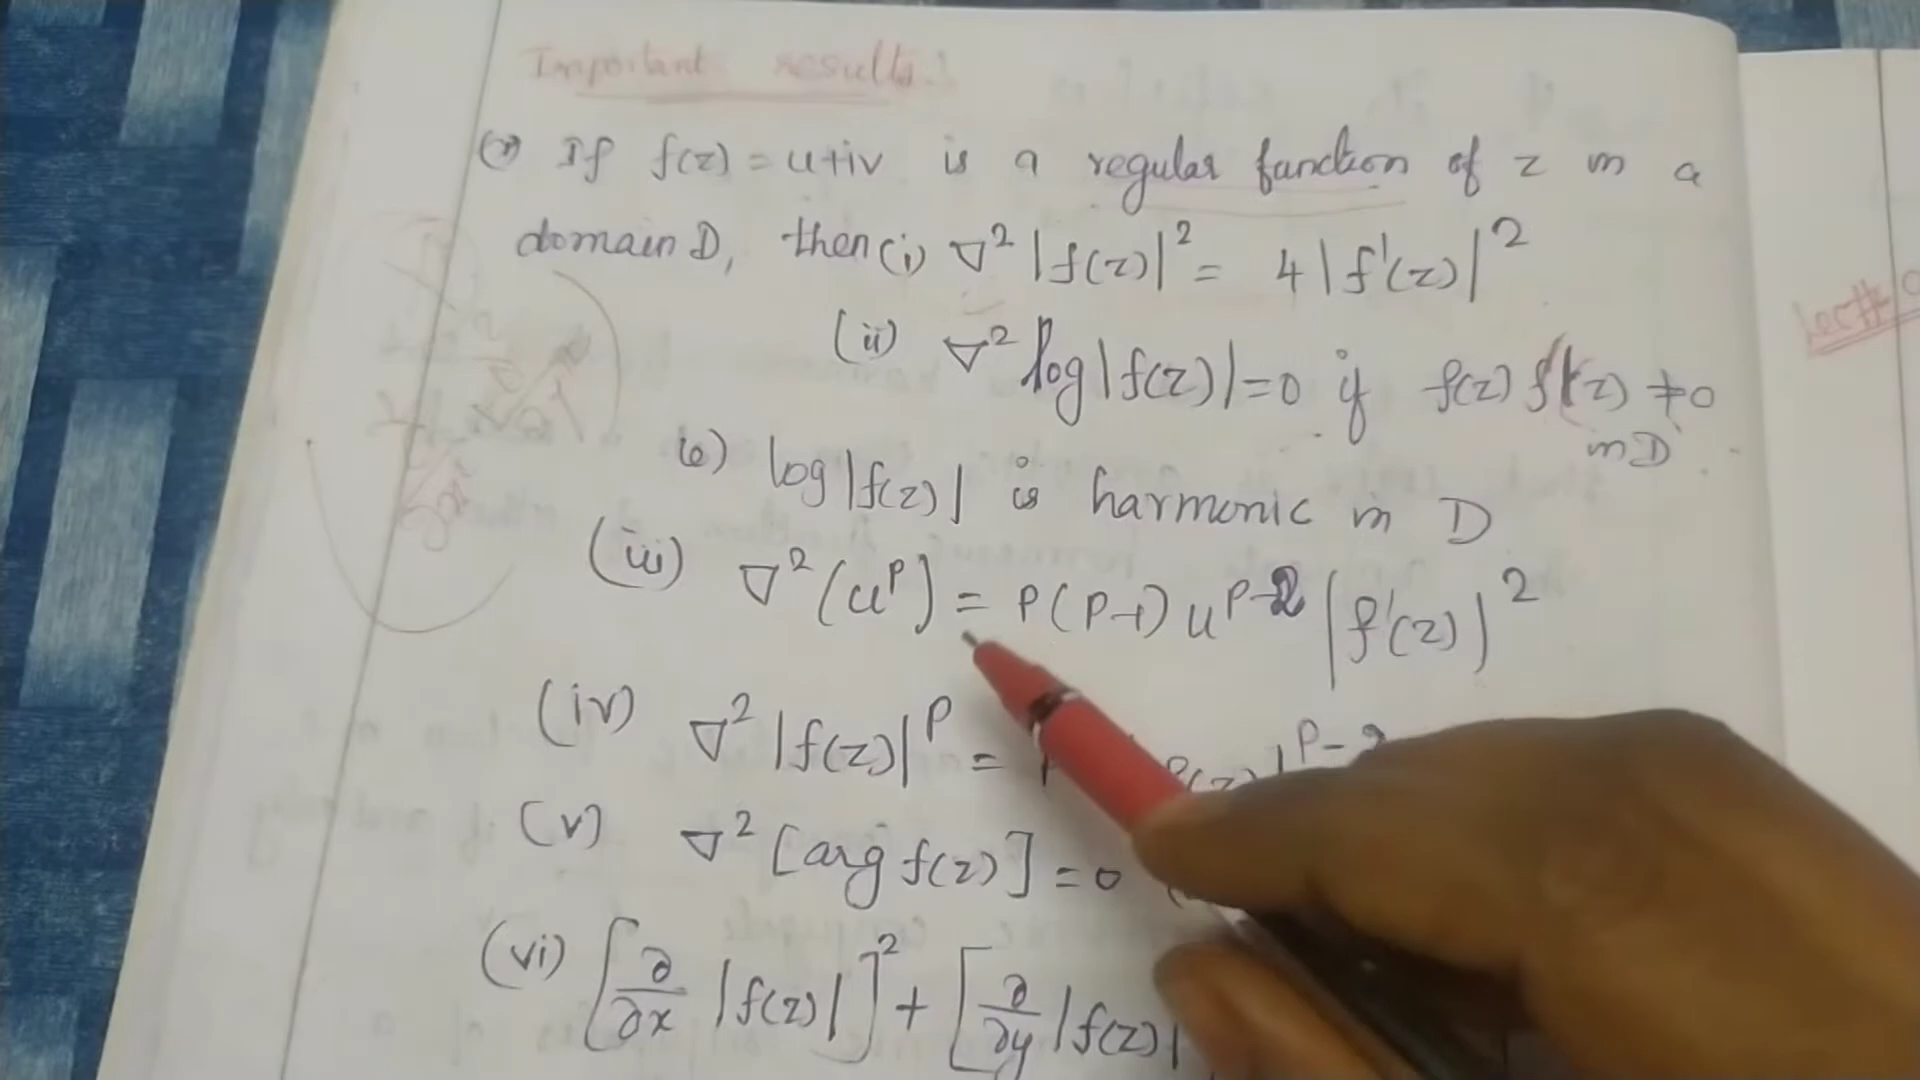 Important results:
(*) If f(z) = u+iv is a regular function of z in a
domain D, then (i) ∇² |f(z)|² = 4 |f'(z)|²
(ii) ∇² log |f(z)| = 0 if f(z) f'(z) ≠ 0
in D
ie) log |f(z)| is harmonic in D
(iii) ∇² (u^p) = p(p-1) u^{p-2} |f'(z)|²
(iv) ∇² |f(z)|^p =
(v) ∇² [arg f(z)] = 0
(vi) [∂/∂x |f(z)|]² + [∂/∂y |f(z)|
Lect#